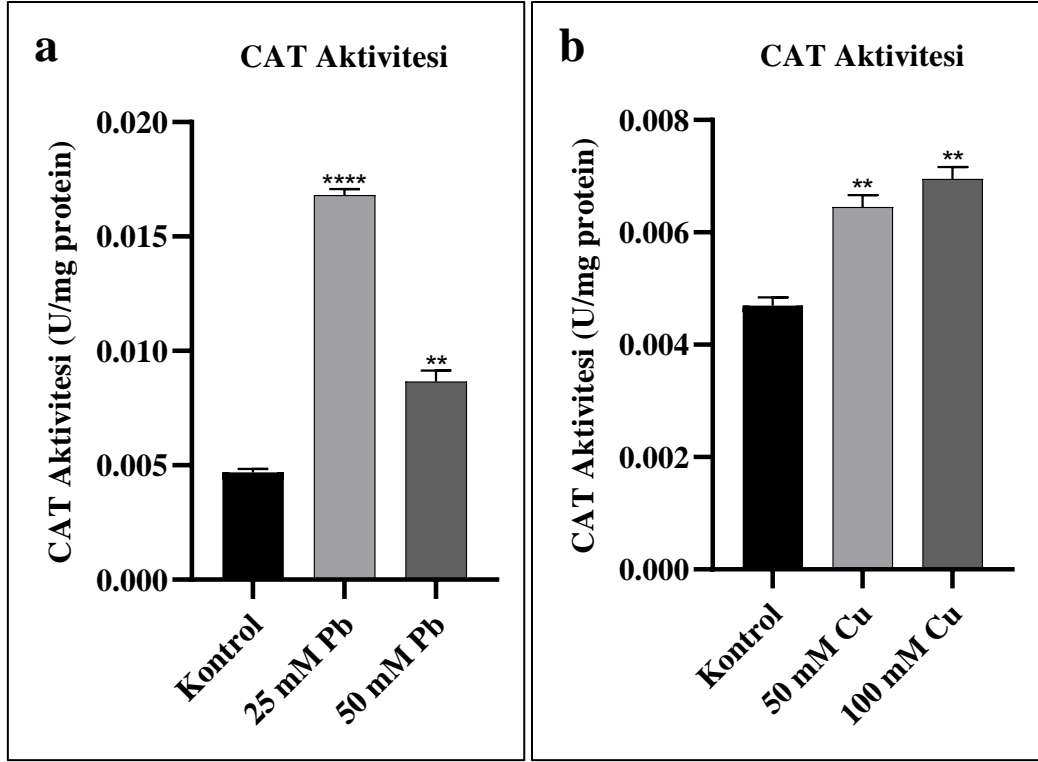 a
CAT Aktivitesi
CAT Aktivitesi (U/mg protein)
0.020
0.015
0.010
0.005
0.000
****
**
Kontrol
25 mM Pb
50 mM Pb
b
CAT Aktivitesi
CAT Aktivitesi (U/mg protein)
0.008
0.006
0.004
0.002
0.000
**
**
Kontrol
50 mM Cu
100 mM Cu